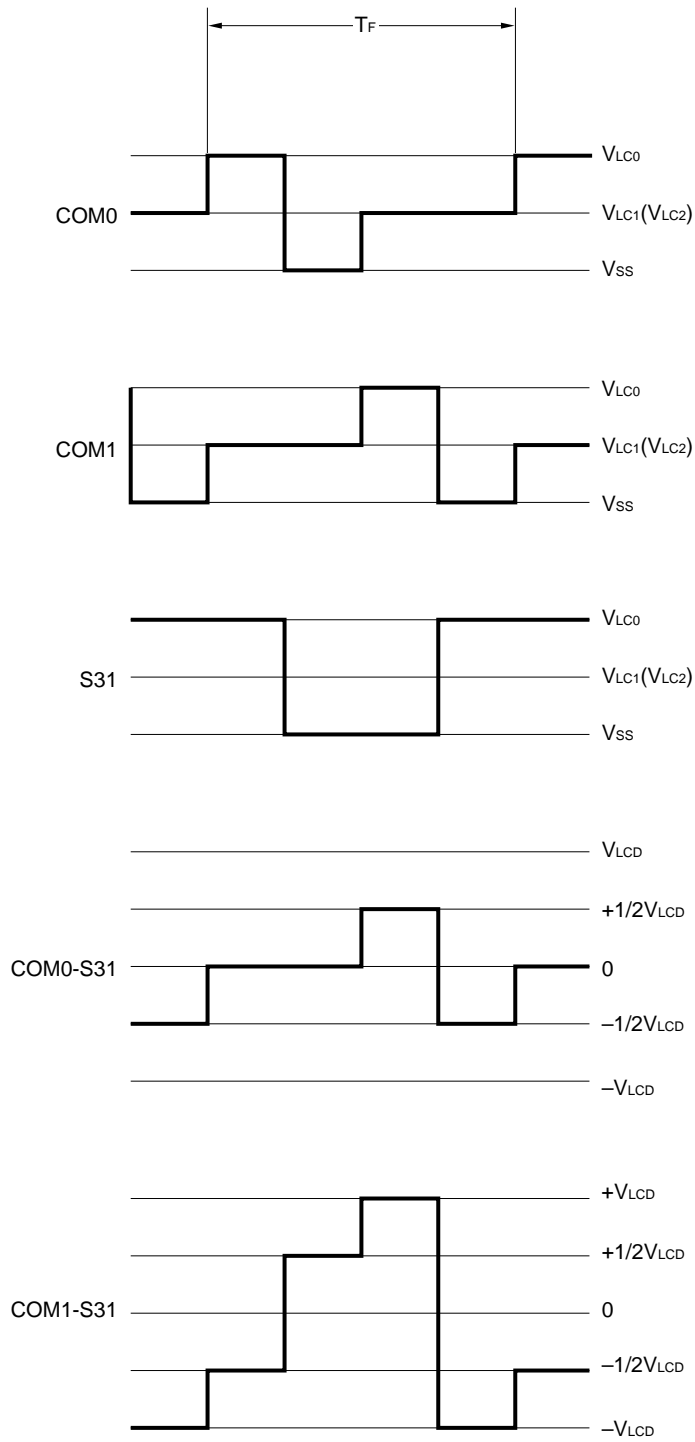 TF
VLC0
COM0
VLC1(VLC2)
VSS
VLC0
COM1
VLC1(VLC2)
VSS
VLC0
S31
VLC1(VLC2)
VSS
VLCD
+1/2VLCD
COM0-S31
0
–1/2VLCD
–VLCD
+VLCD
+1/2VLCD
COM1-S31
0
–1/2VLCD
–VLCD